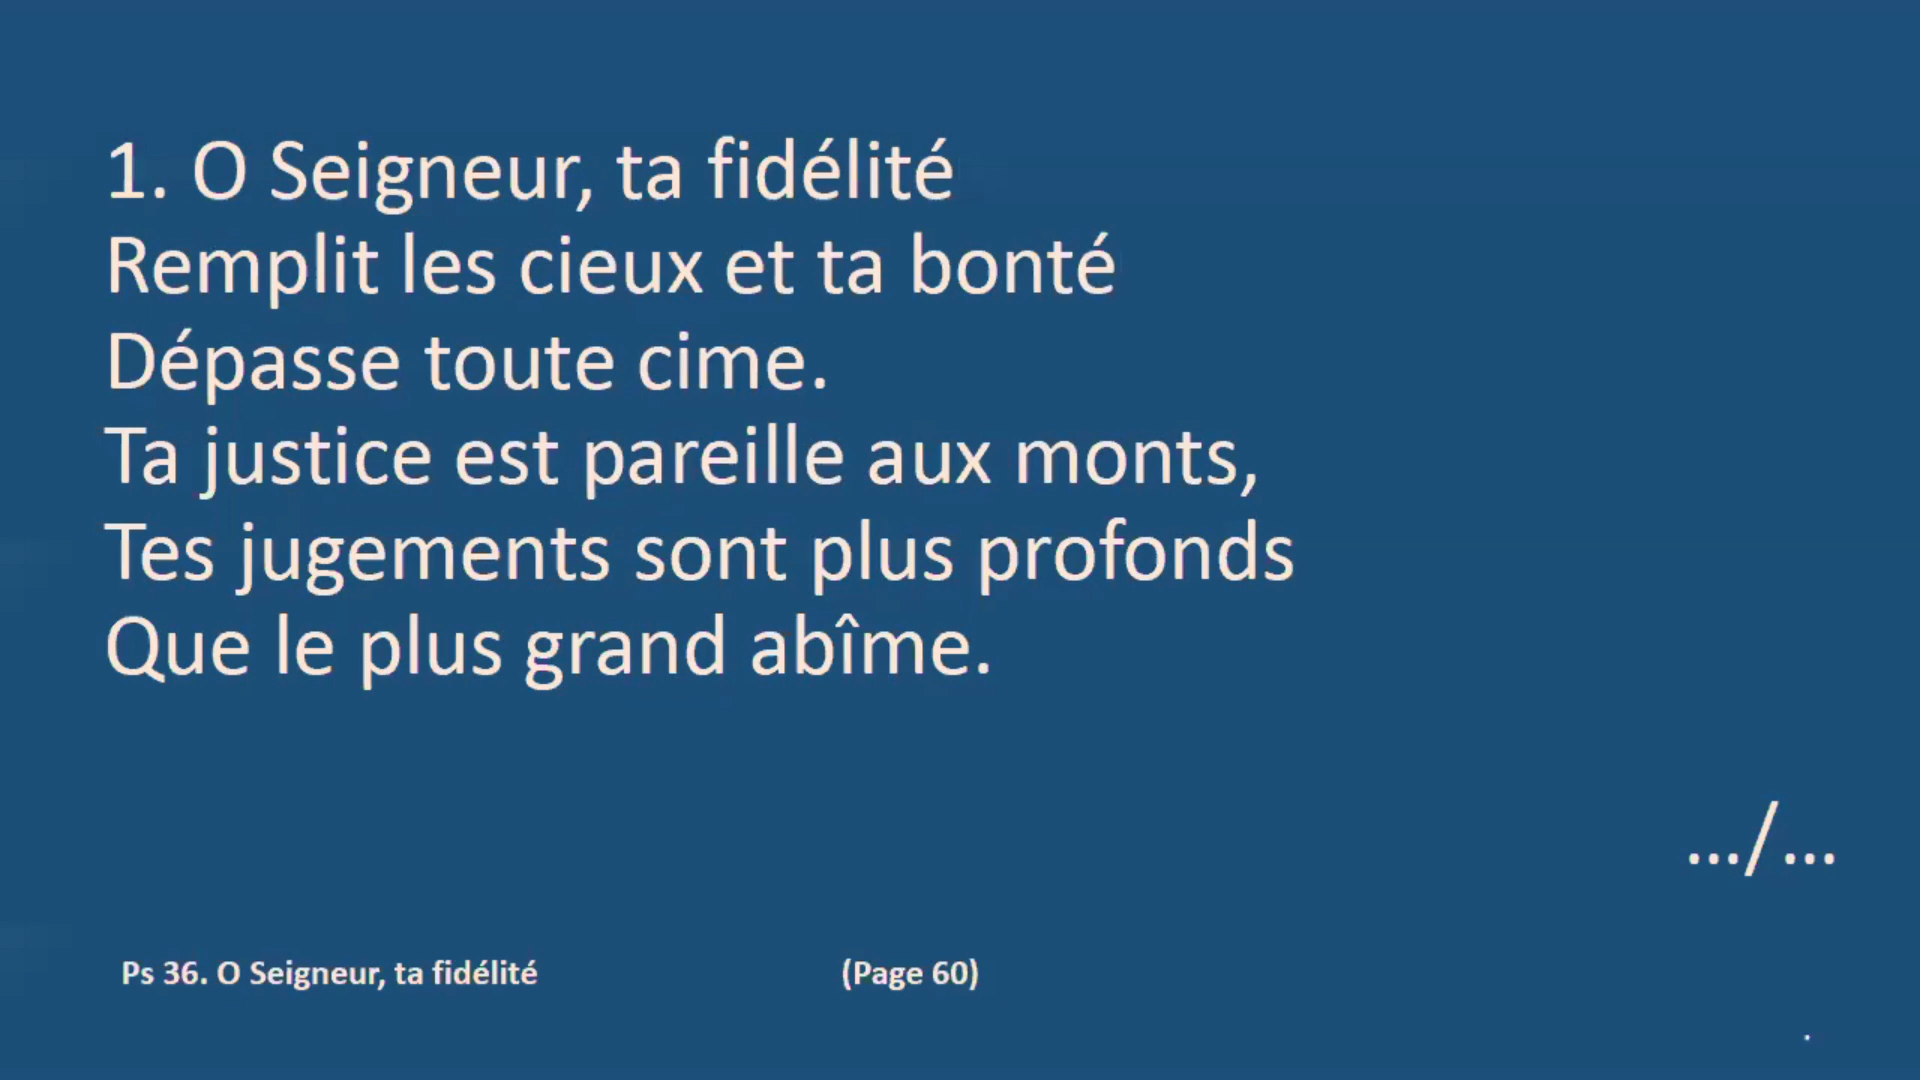 1. O Seigneur, ta fidélité
Remplit les cieux et ta bonté
Dépasse toute cime.
Ta justice est pareille aux monts,
Tes jugements sont plus profonds
Que le plus grand abîme.
.../...
Ps 36. O Seigneur, ta fidélité (Page 60)
.